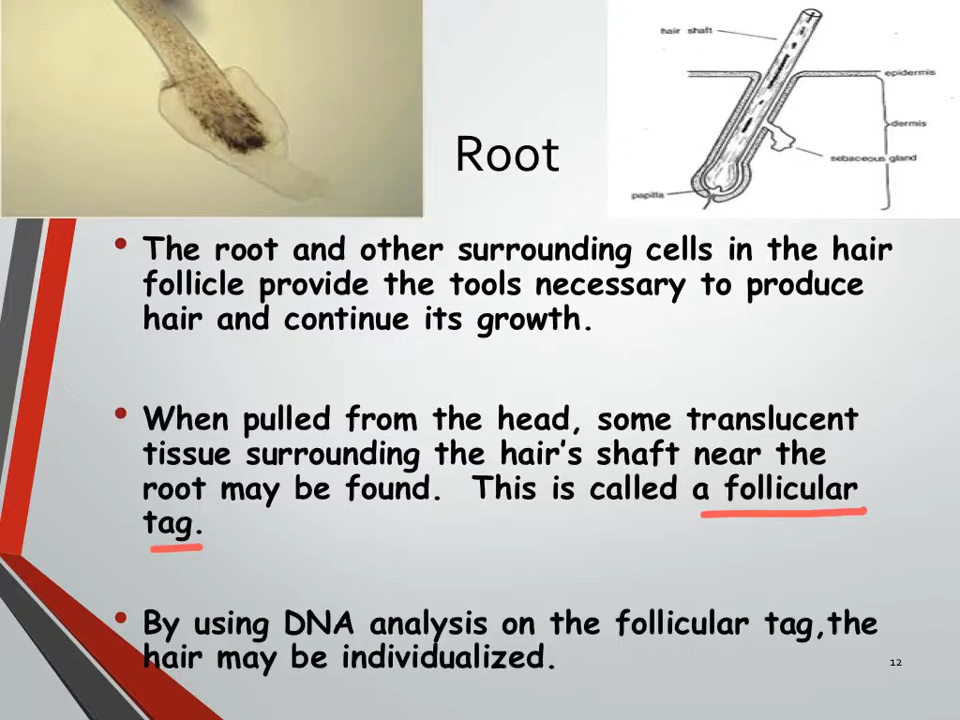 hair shaft
epidermis
dermis
sebaceous gland
papilla
Root
• The root and other surrounding cells in the hair
follicle provide the tools necessary to produce
hair and continue its growth.
• When pulled from the head, some translucent
tissue surrounding the hair’s shaft near the
root may be found.  This is called a follicular
tag.
• By using DNA analysis on the follicular tag,the
hair may be individualized.
12